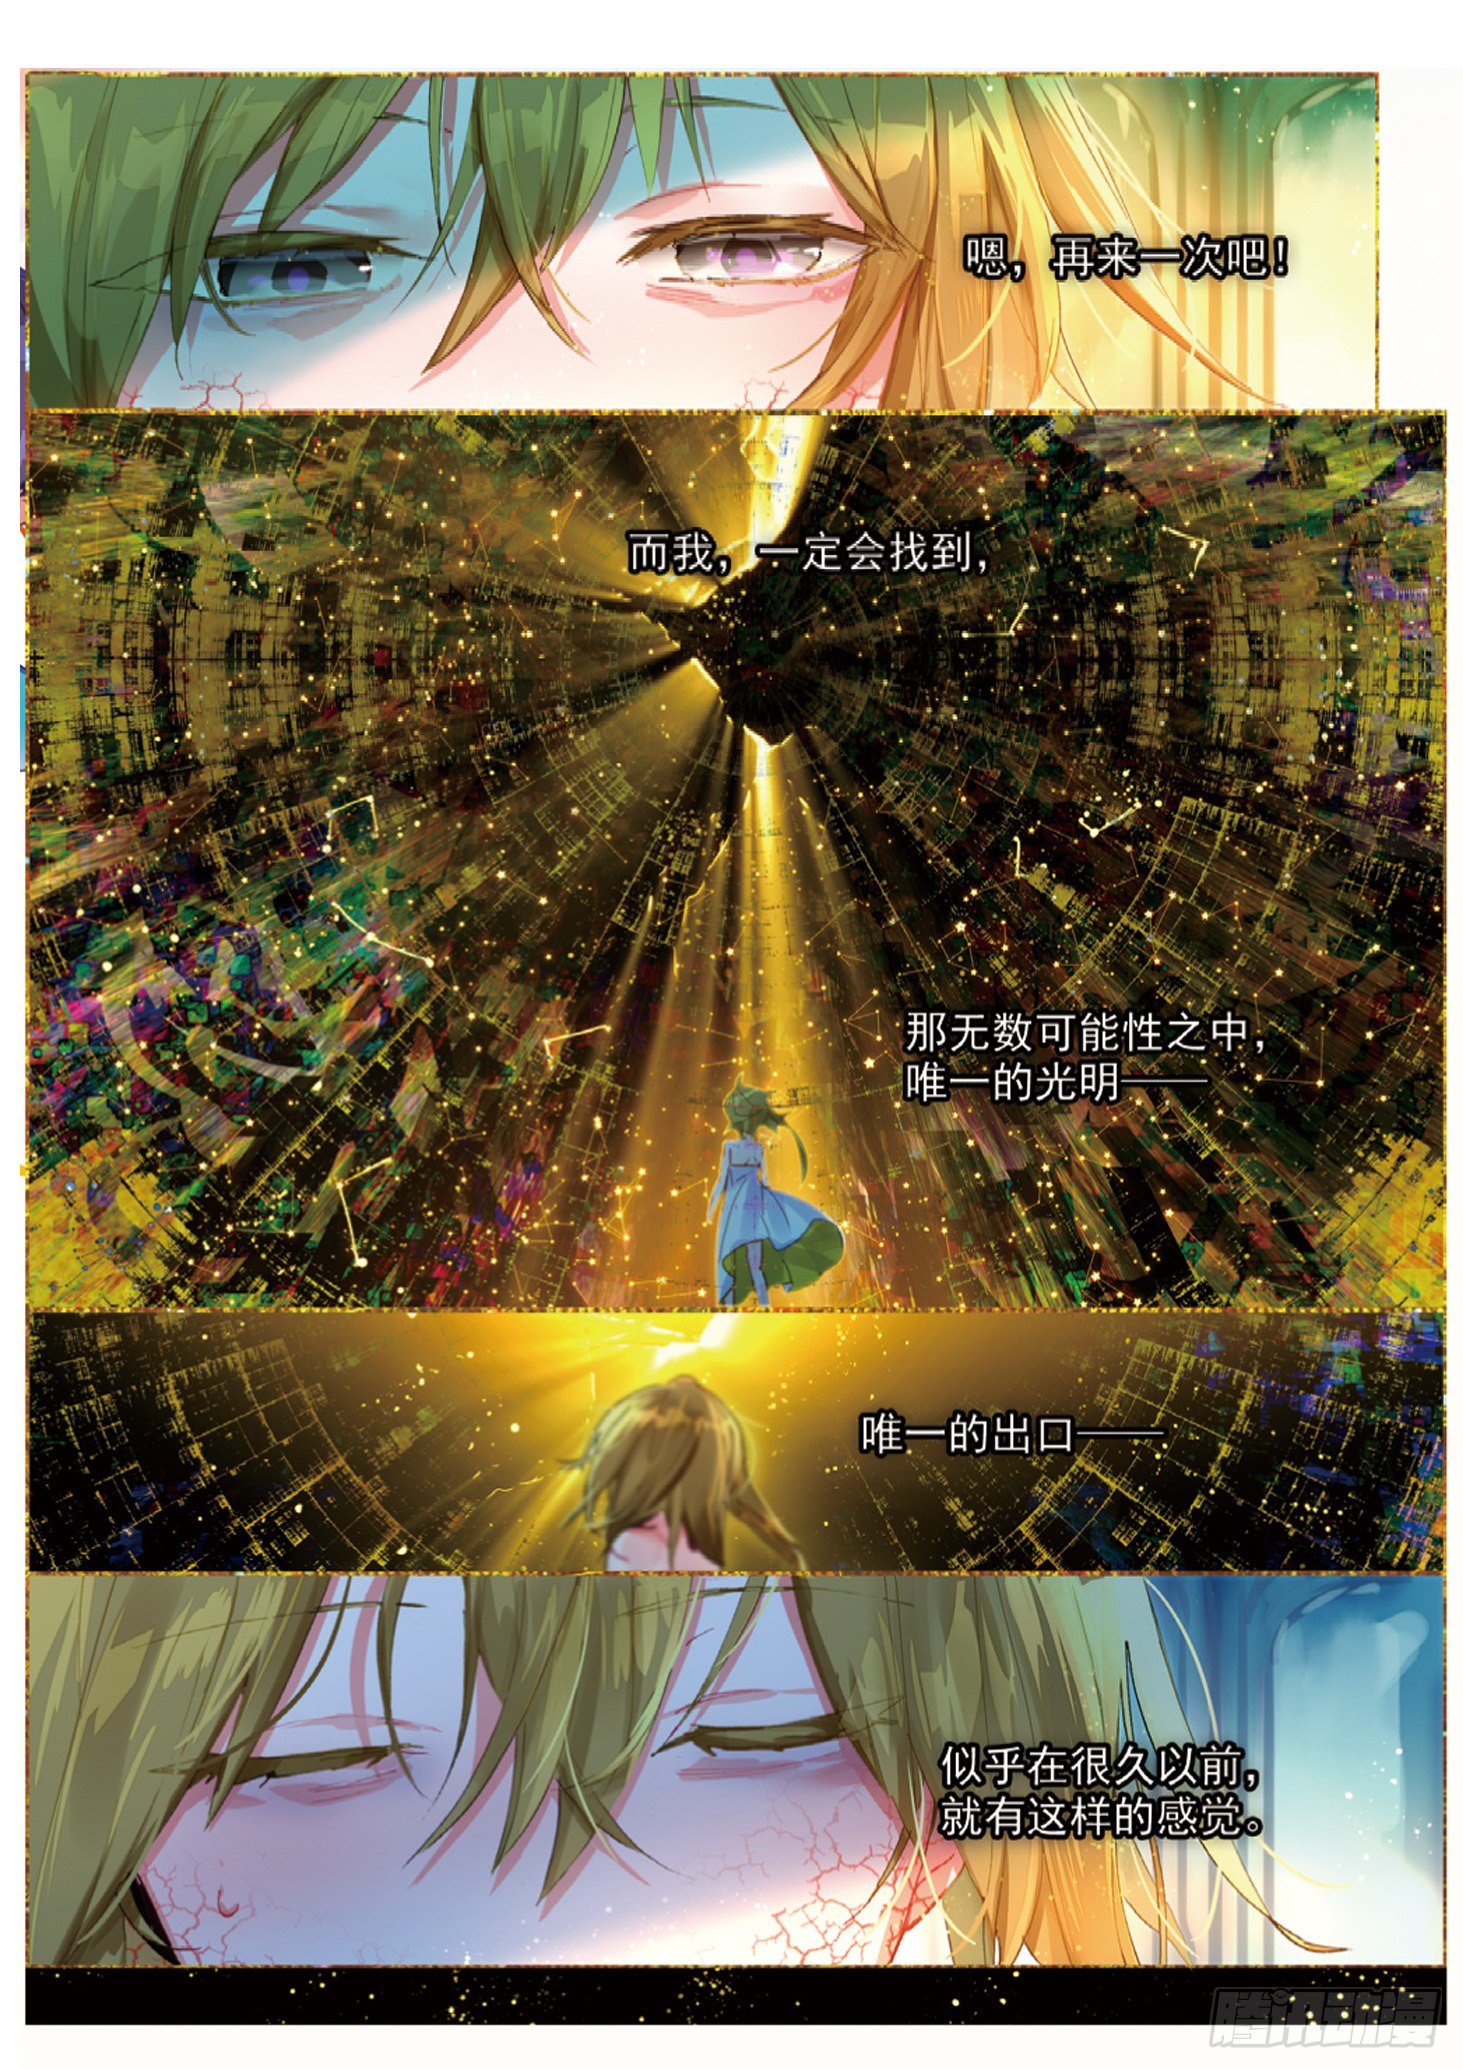 嗯，再来一次吧！
而我，一定会找到，
那无数可能性之中，
唯一的光明——
唯一的出口——
似乎在很久以前，
就有这样的感觉。
腾讯动漫